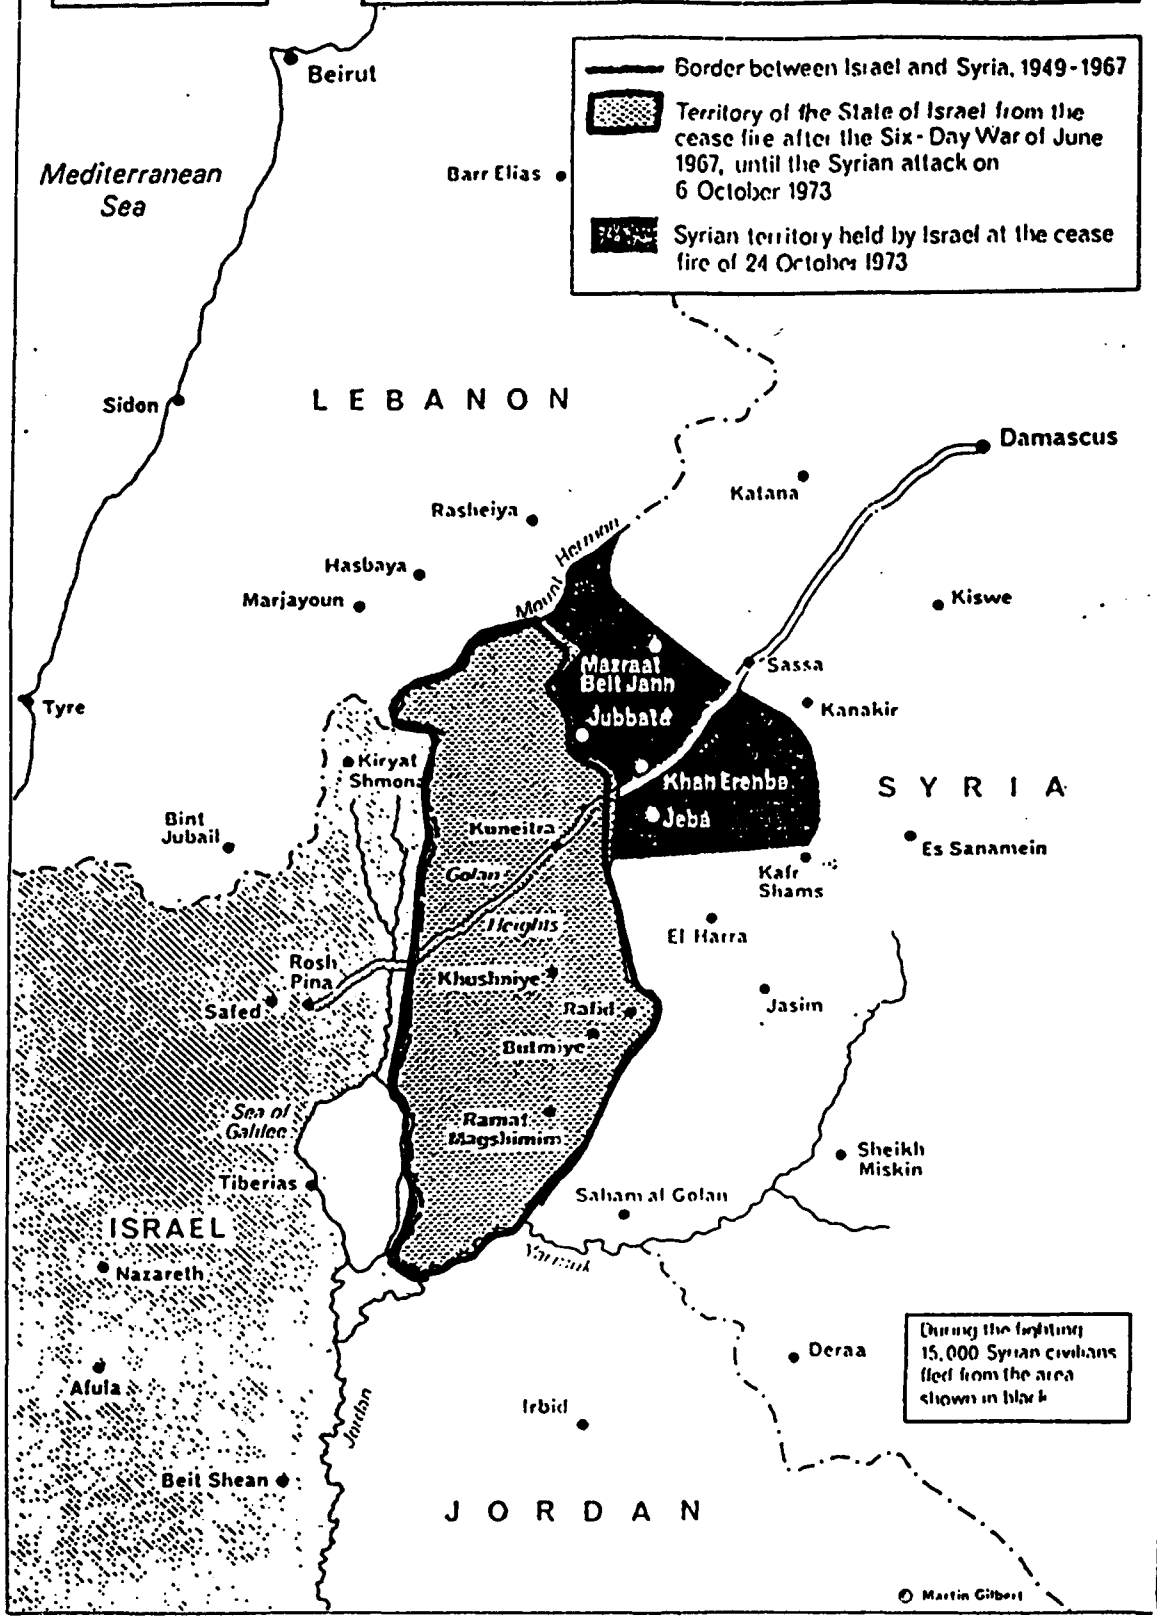 Beirut
Border between Israel and Syria, 1949-1967
Territory of the State of Israel from the
cease fire after the Six-Day War of June
1967, until the Syrian attack on
6 October 1973
Syrian territory held by Israel at the cease
fire of 24 October 1973
Mediterranean
Sea
Barr Elias
Sidon
LEBANON
Damascus
Katana
Rasheiya
Mount Hermon
Hasbaya
Marjayoun
Kiswe
Sassa
Mazraat
Beit Jann
Tyre
Jubbata
Kanakir
Kiryat
Shmona
Khan Erenba
SYRIA
Bint
Jubail
Kuneitra
Jeba
Es Sanamein
Golan
Heights
Kafr
Shams
El Harra
Rosh
Pina
Khushniye
Safed
Rafid
Jasim
Butmiye
Sea of
Galilee
Ramat
Magshimim
Sheikh
Miskin
Tiberias
Saham al Golan
ISRAEL
Yarmuk
Nazareth
During the fighting
15,000 Syrian civilians
fled from the area
shown in black
Deraa
Afula
Irbid
Jordan
Beit Shean
JORDAN
© Martin Gilbert